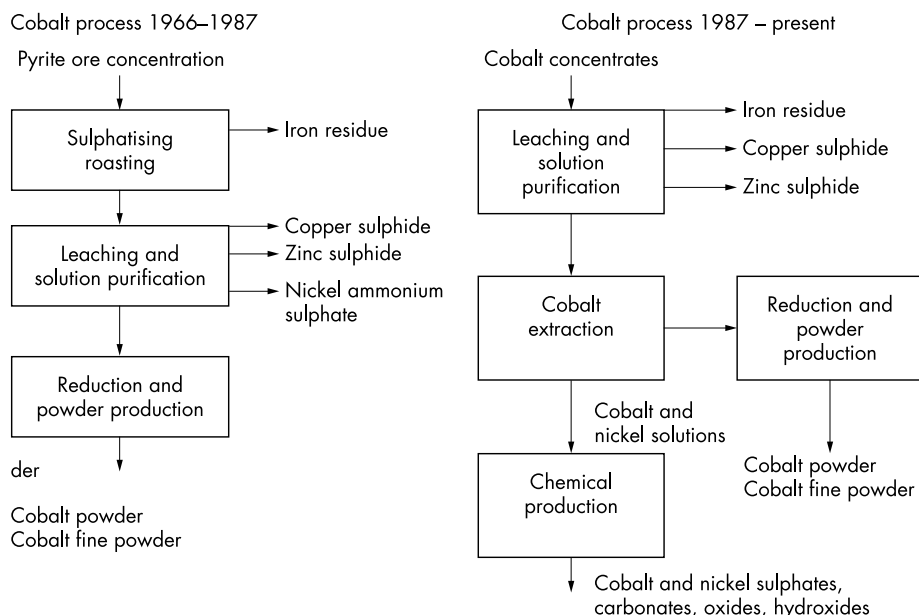 Cobalt process 1966–1987
Pyrite ore concentration
Sulphatising
roasting
Iron residue
Leaching and
solution purification
Copper sulphide
Zinc sulphide
Nickel ammonium
sulphate
Reduction and
powder production
der
Cobalt powder
Cobalt fine powder
Cobalt process 1987 – present
Cobalt concentrates
Leaching and
solution
purification
Iron residue
Copper sulphide
Zinc sulphide
Cobalt
extraction
Reduction and
powder
production
Cobalt and
nickel solutions
Cobalt powder
Cobalt fine powder
Chemical
production
Cobalt and nickel sulphates,
carbonates, oxides, hydroxides